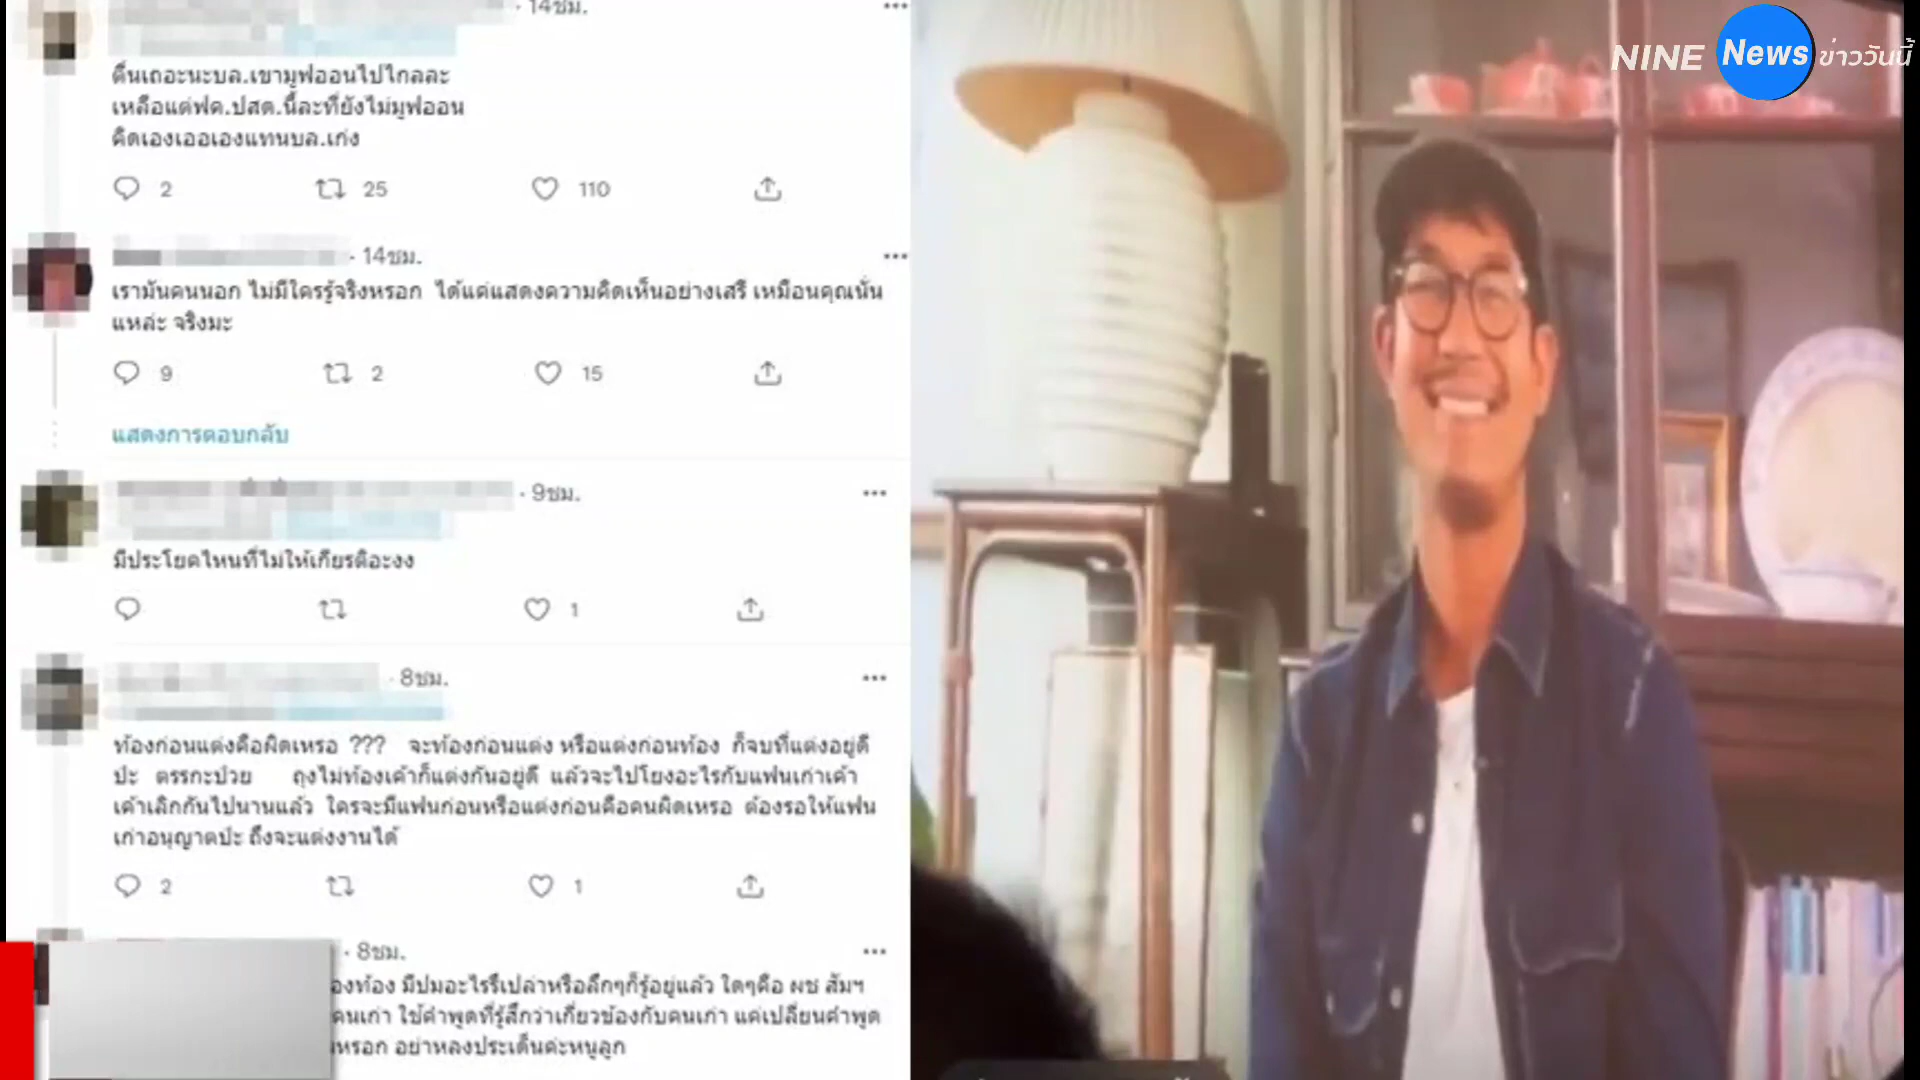 · 14ชม.
ตื่นเถอะนะบล.เขามูฟออนไปไกลละ
เหลือแต่ฟค.ปสด.นี้ละที่ยังไม่มูฟออน
คิดเองเออเองแทนบล.เก่ง
2 25 110
· 14ชม.
เรามันคนนอก ไม่มีใครรู้จริงหรอก ได้แค่แสดงความคิดเห็นอย่างเสรี เหมือนคุณนั่น
แหล่ะ จริงมะ
9 2 15
แสดงการตอบกลับ
· 9ชม.
มีประโยคไหนที่ไม่ให้เกียรติอะงง
1
· 8ชม.
ท้องก่อนแต่งคือผิดเหรอ ??? จะท้องก่อนแต่ง หรือแต่งก่อนท้อง ก็จบที่แต่งอยู่ดี
ปะ ตรรกะป่วย ถุงไม่ท้องเค้าก็แต่งกันอยู่ดี แล้วจะไปโยงอะไรกับแฟนเก่าเค้า
เค้าเลิกกันไปนานแล้ว ใครจะมีแฟนก่อนหรือแต่งก่อนคือคนผิดเหรอ ต้องรอให้แฟน
เก่าอนุญาตปะ ถึงจะแต่งงานได้
2 1
· 8ชม.
องท้อง มีปมอะไรรึเปล่าหรือลึกๆก็รู้อยู่แล้ว ใดๆคือ ผช สัมฯ
คนเก่า ใช้คำพูดที่รู้สึกว่าเกี่ยวข้องกับคนเก่า แค่เปลี่ยนคำพูด
หรอก อย่าหลงประเด็นค่ะหนูลูก
NINE News ข่าววันนี้